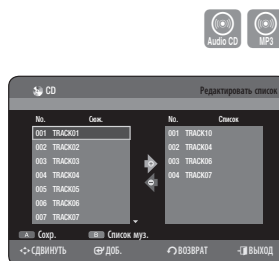 Audio CD MP3
CD Редактировать список
No. Сюж. No. Список
001 TRACK01 001 TRACK10
002 TRACK02 002 TRACK04
003 TRACK03 003 TRACK06
004 TRACK04 004 TRACK07
005 TRACK05
006 TRACK06
007 TRACK07
A Сохр. B Список муз.
СДВИНУТЬ ДОБ. ВОЗВРАТ ВЫХОД